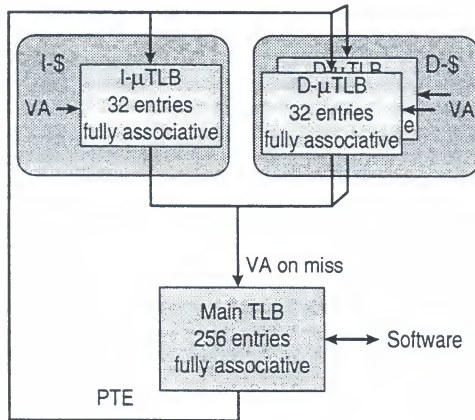 I-$
D-$
I-μTLB
32 entries
fully associative
VA
D-μTLB
D-μTLB
32 entries
fully associative
e
VA
VA on miss
Main TLB
256 entries
fully associative
Software
PTE